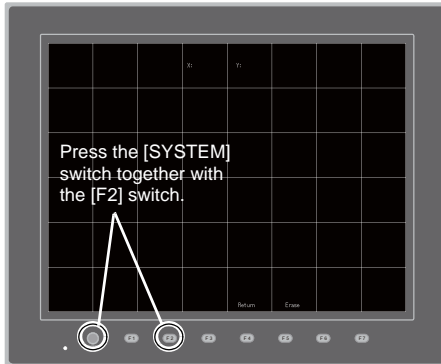 X: Y:
Press the [SYSTEM]
switch together with
the [F2] switch.
Return Erase
F1 F2 F3 F4 F5 F6 F7